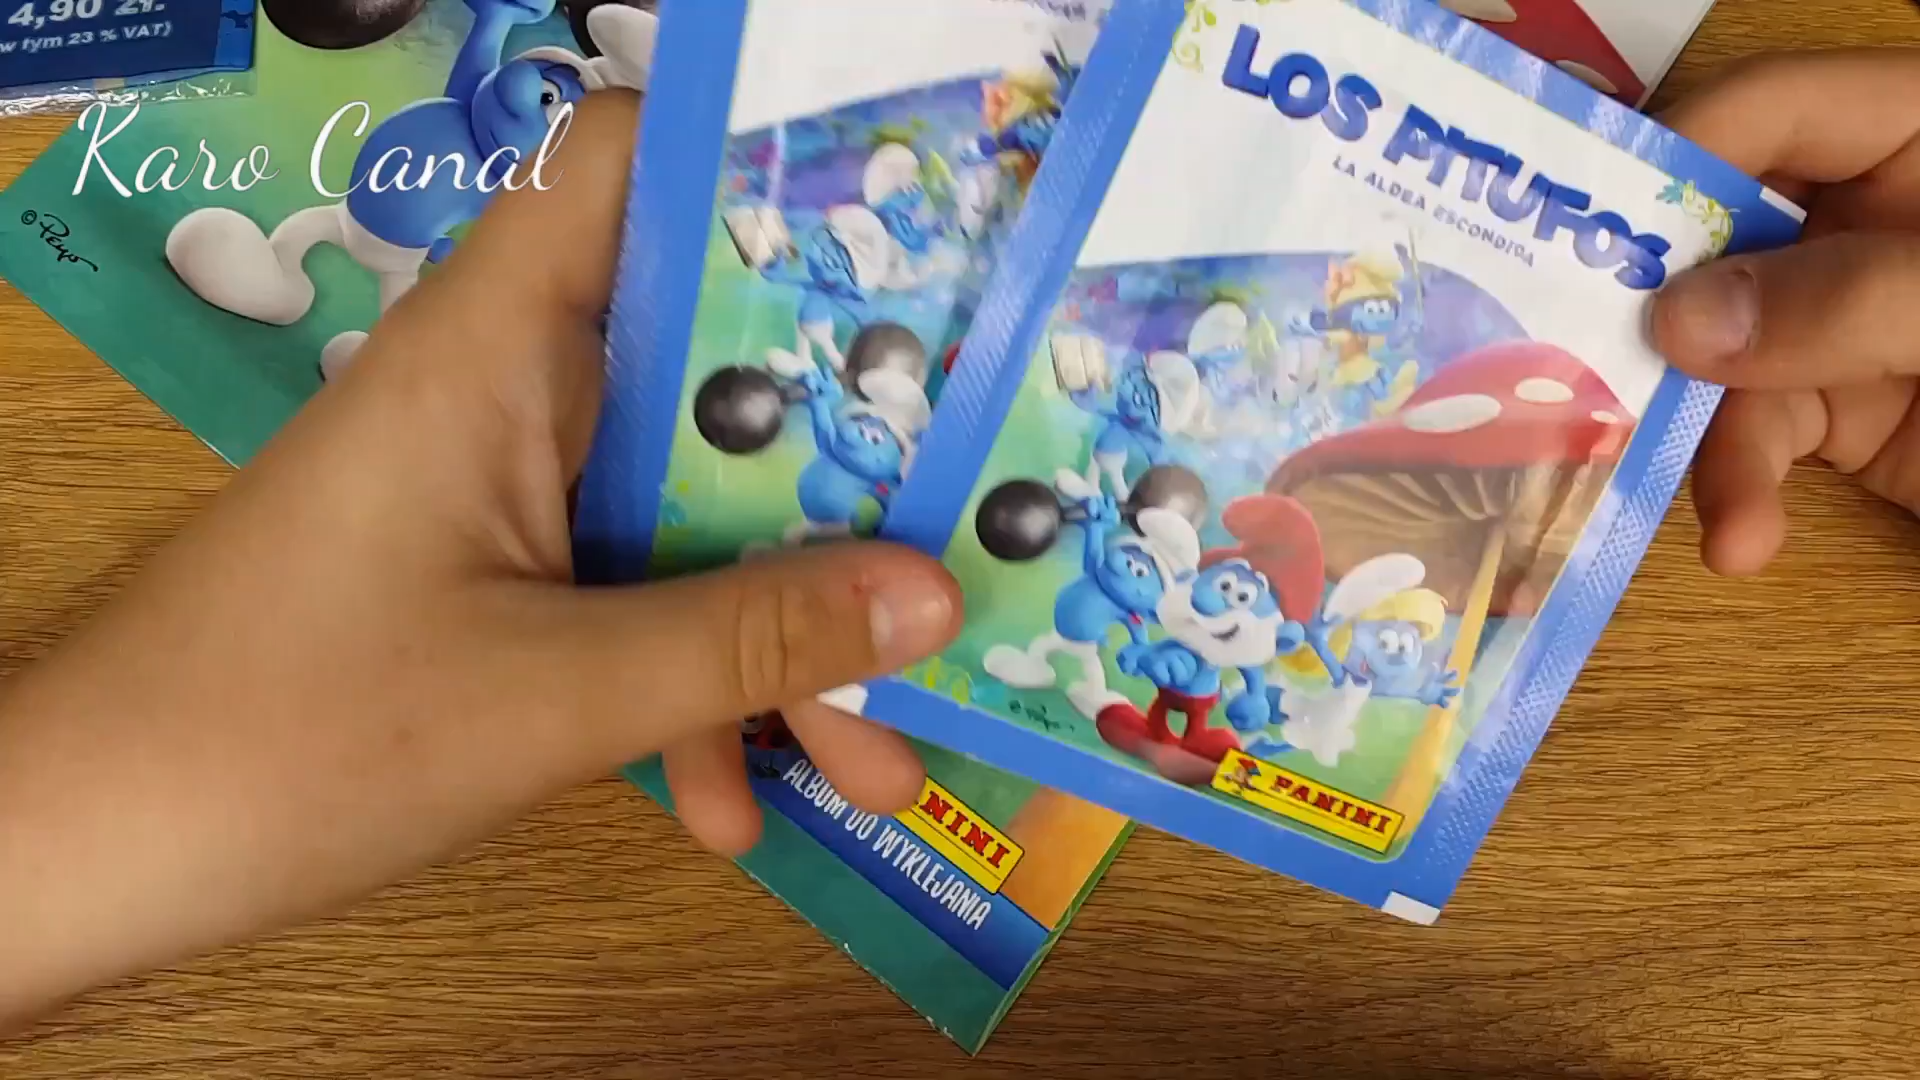 4,90 zł.
w tym 23 % VAT)
Karo Canal
© Peyo
LOS PITUFOS
LA ALDEA ESCONDIDA
© Peyo
PANINI
NINI
ALBUM DO WYKLEJANIA